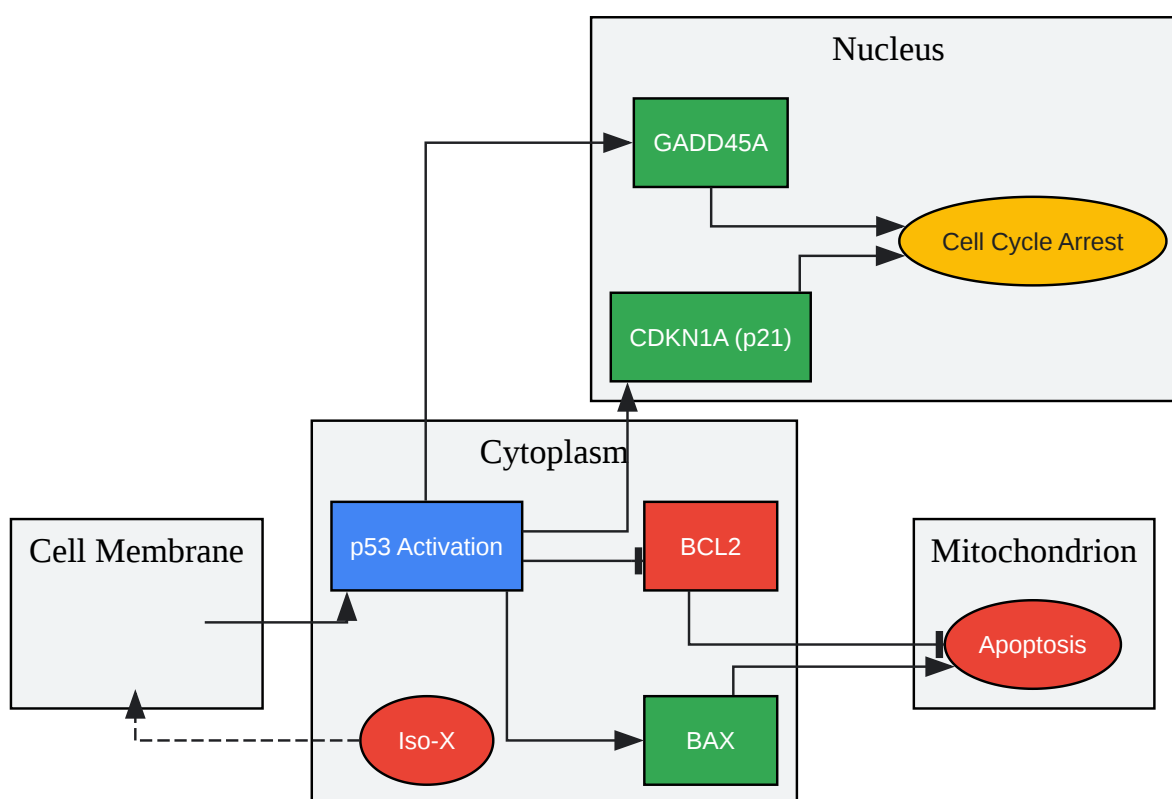 Nucleus
GADD45A
Cell Cycle Arrest
CDKN1A (p21)
Cytoplasm
p53 Activation
BCL2
Cell Membrane
Mitochondrion
Apoptosis
Iso-X
BAX